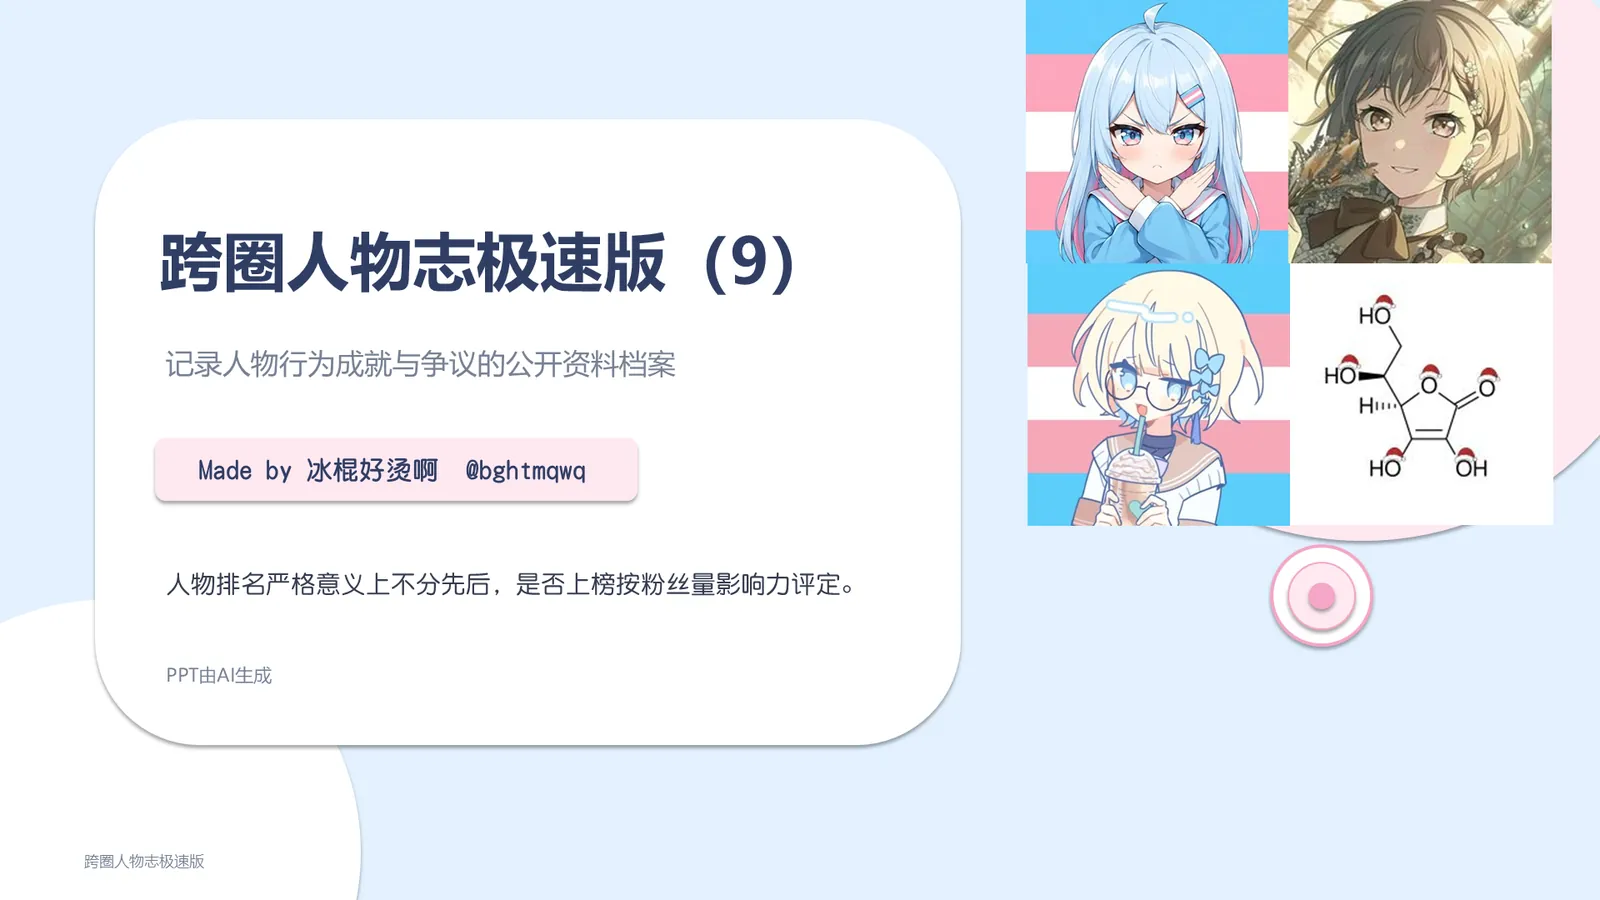 跨圈人物志极速版（9）
记录人物行为成就与争议的公开资料档案
Made by 冰棍好烫啊 @bghtmqwq
人物排名严格意义上不分先后，是否上榜按粉丝量影响力评定。
PPT由AI生成
跨圈人物志极速版
HO
HO
O
O
H
HO
OH